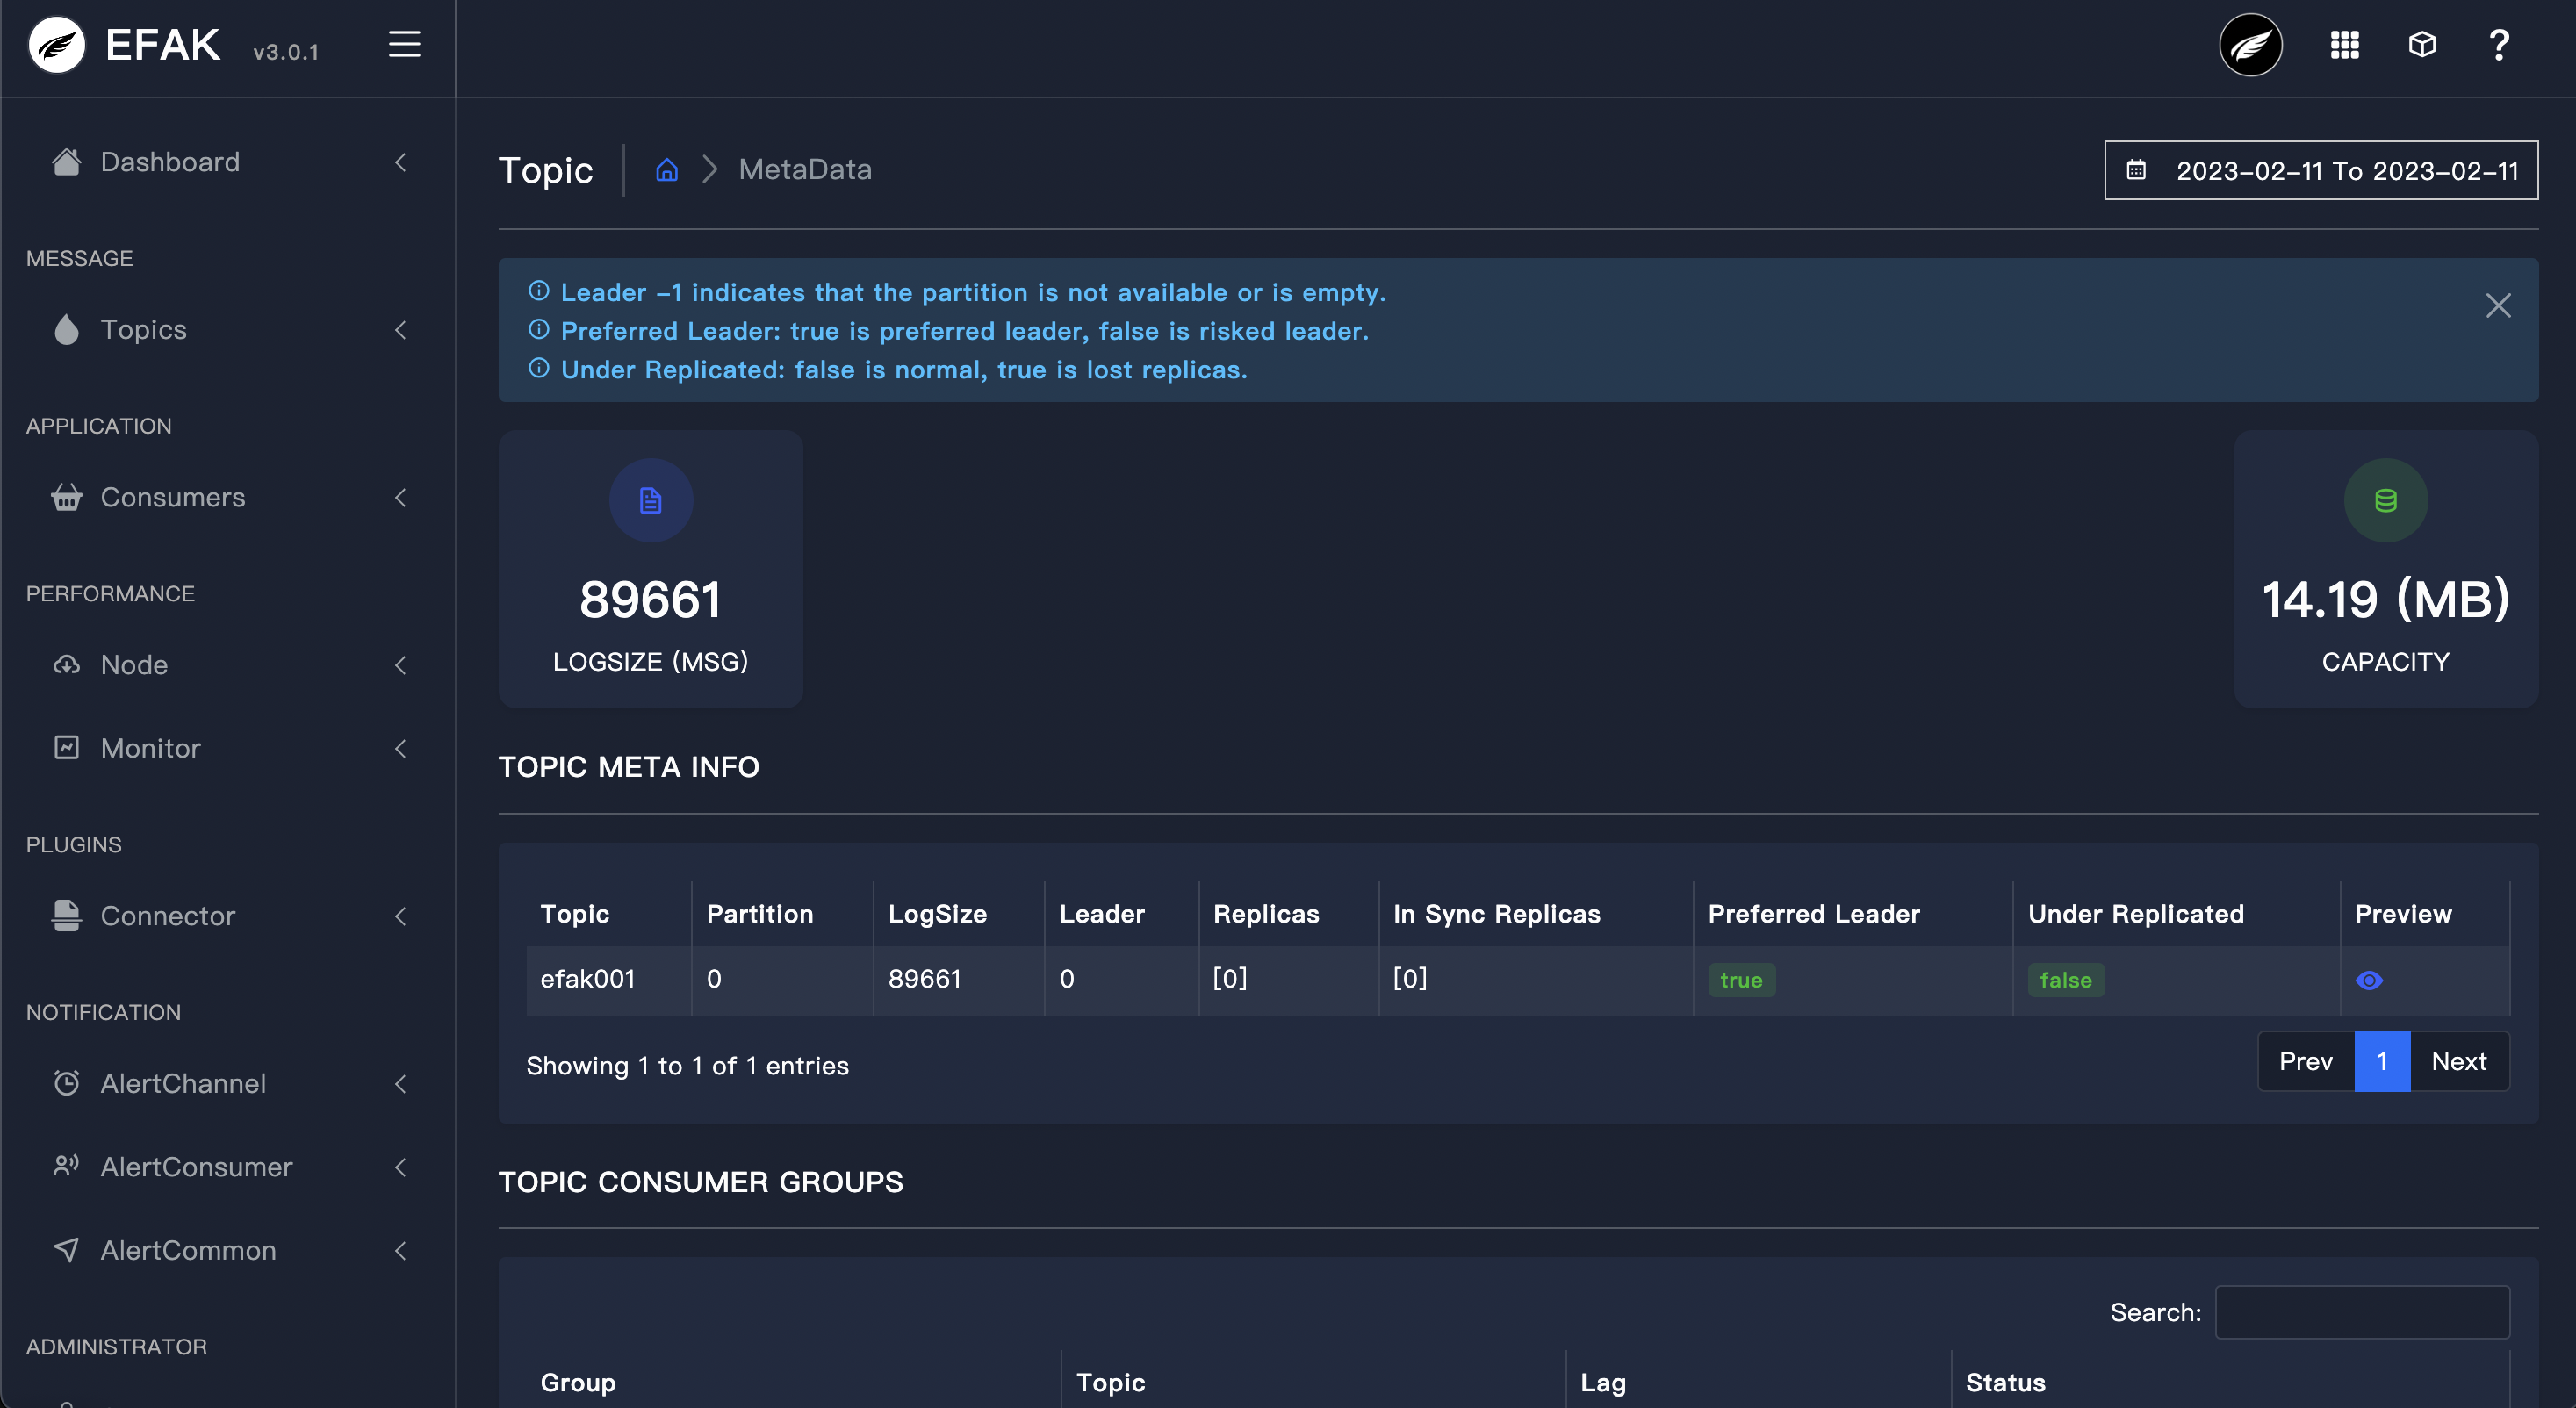 EFAK v3.0.1
Dashboard
MESSAGE
Topics
APPLICATION
Consumers
PERFORMANCE
Node
Monitor
PLUGINS
Connector
NOTIFICATION
AlertChannel
AlertConsumer
AlertCommon
ADMINISTRATOR
Topic MetaData 2023-02-11 To 2023-02-11
Leader -1 indicates that the partition is not available or is empty.
Preferred Leader: true is preferred leader, false is risked leader.
Under Replicated: false is normal, true is lost replicas.
89661
LOGSIZE (MSG)
14.19 (MB)
CAPACITY
TOPIC META INFO
Topic Partition LogSize Leader Replicas In Sync Replicas Preferred Leader Under Replicated Preview
efak001 0 89661 0 [0] [0] true false
Showing 1 to 1 of 1 entries
Prev 1 Next
TOPIC CONSUMER GROUPS
Search:
Group Topic Lag Status